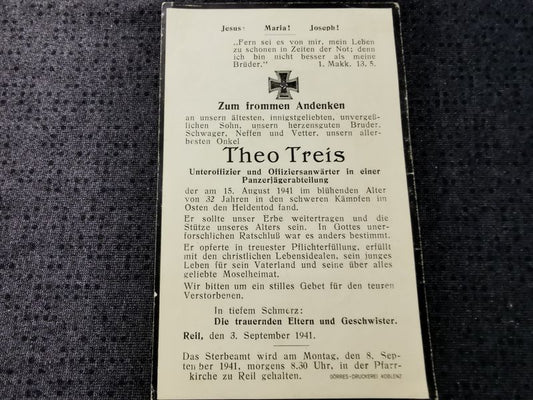 Jesus! Maria! Joseph!
„Fern sei es von mir, mein Leben
zu schonen in Zeiten der Not; denn
ich bin nicht besser als meine
Brüder.“ 1. Makk. 13. 5.
Zum frommen Andenken
an unsern ältesten, innigstgeliebten, unvergeß-
lichen Sohn, unsern herzensguten Bruder,
Schwager, Neffen und Vetter, unsern aller-
besten Onkel
Theo Treis
Unteroffizier und Offiziersanwärter in einer
Panzerjägerabteilung
der am 15. August 1941 im blühenden Alter
von 32 Jahren in den schweren Kämpfen im
Osten den Heldentod fand.
Er sollte unser Erbe weitertragen und die
Stütze unseres Alters sein. In Gottes uner-
forschlichen Ratschluß war es anders bestimmt.
Er opferte in treuester Pflichterfüllung, erfüllt
mit den christlichen Lebensidealen, sein junges
Leben für sein Vaterland und seine über alles
geliebte Moselheimat.
Wir bitten um ein stilles Gebet für den teuren
Verstorbenen.
In tiefem Schmerz:
Die trauernden Eltern und Geschwister.
Reil, den 3. September 1941.
Das Sterbeamt wird am Montag, den 8. Sep-
tember 1941, morgens 8.30 Uhr, in der Pfarr-
kirche zu Reil gehalten. GÖRRES-DRUCKEREI KOBLENZ